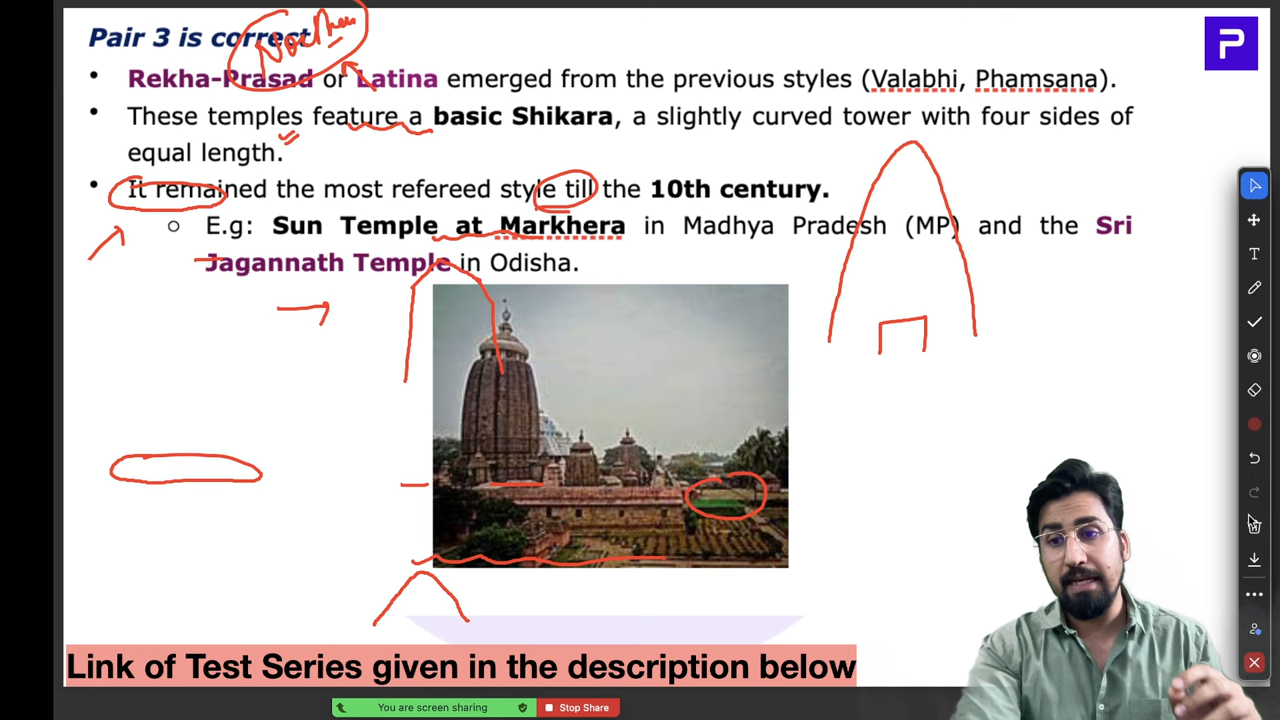 Pair 3 is correct
Nothern
P
• Rekha-Prasad or Latina emerged from the previous styles (Valabhi, Phamsana).
• These temples feature a basic Shikara, a slightly curved tower with four sides of
equal length.
• It remained the most refereed style till the 10th century.
o E.g: Sun Temple at Markhera in Madhya Pradesh (MP) and the Sri
Jagannath Temple in Odisha.
T
Link of Test Series given in the description below
You are screen sharing
Stop Share